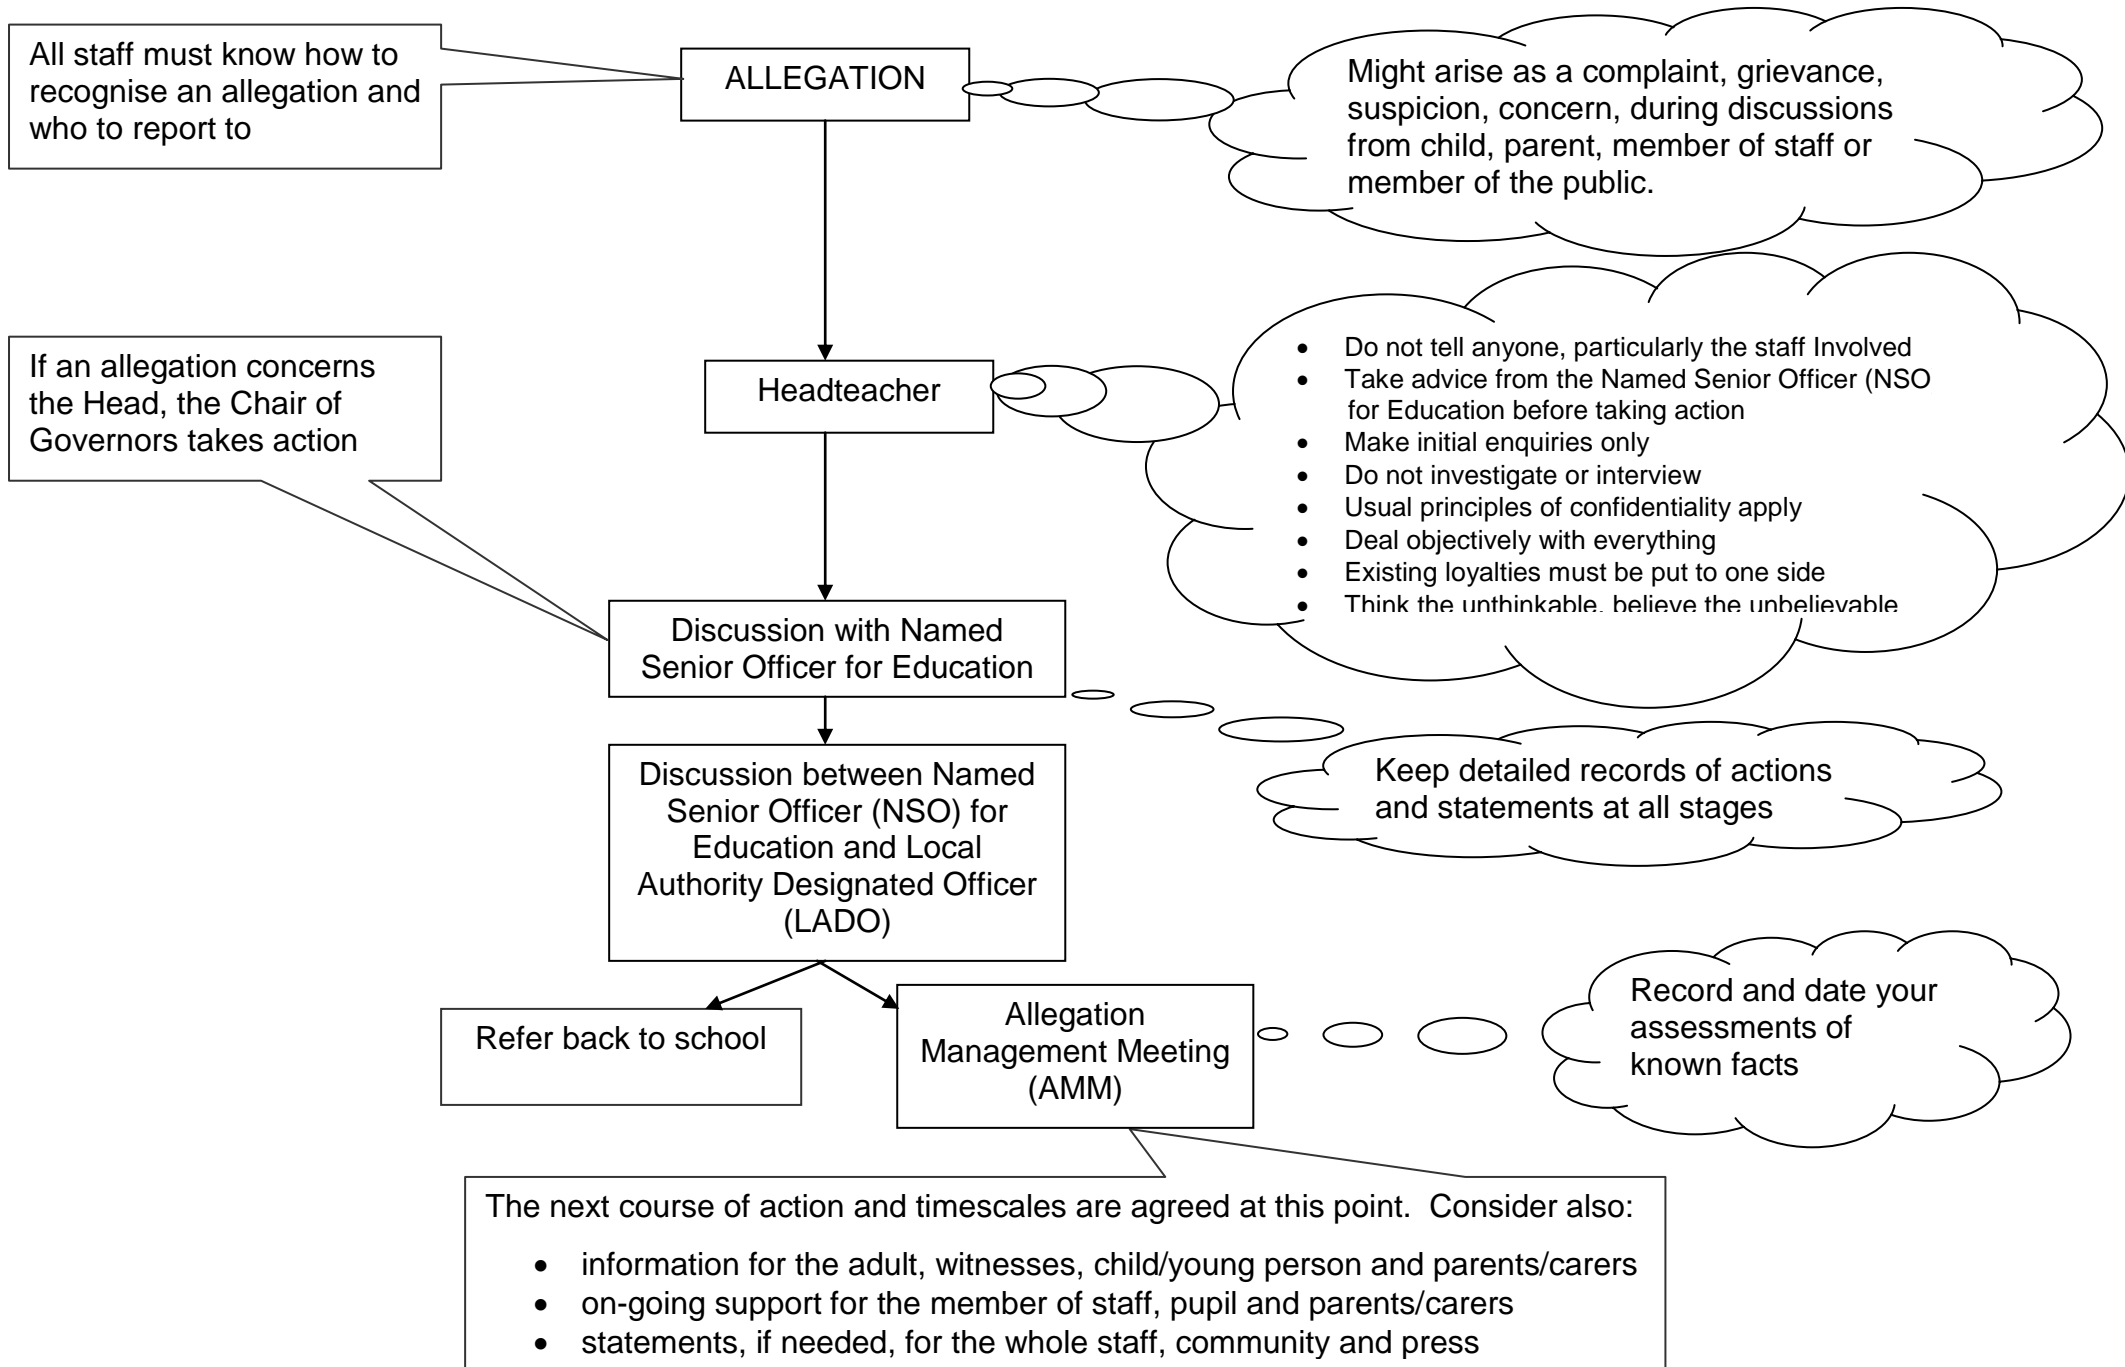 All staff must know how to
recognise an allegation and
who to report to
ALLEGATION
Might arise as a complaint, grievance,
suspicion, concern, during discussions
from child, parent, member of staff or
member of the public.
If an allegation concerns
the Head, the Chair of
Governors takes action
Headteacher
• Do not tell anyone, particularly the staff Involved
• Take advice from the Named Senior Officer (NSO
for Education before taking action
• Make initial enquiries only
• Do not investigate or interview
• Usual principles of confidentiality apply
• Deal objectively with everything
• Existing loyalties must be put to one side
• Think the unthinkable, believe the unbelievable
Discussion with Named
Senior Officer for Education
Keep detailed records of actions
and statements at all stages
Discussion between Named
Senior Officer (NSO) for
Education and Local
Authority Designated Officer
(LADO)
Refer back to school
Allegation
Management Meeting
(AMM)
Record and date your
assessments of
known facts
The next course of action and timescales are agreed at this point.  Consider also:
• information for the adult, witnesses, child/young person and parents/carers
• on-going support for the member of staff, pupil and parents/carers
• statements, if needed, for the whole staff, community and press